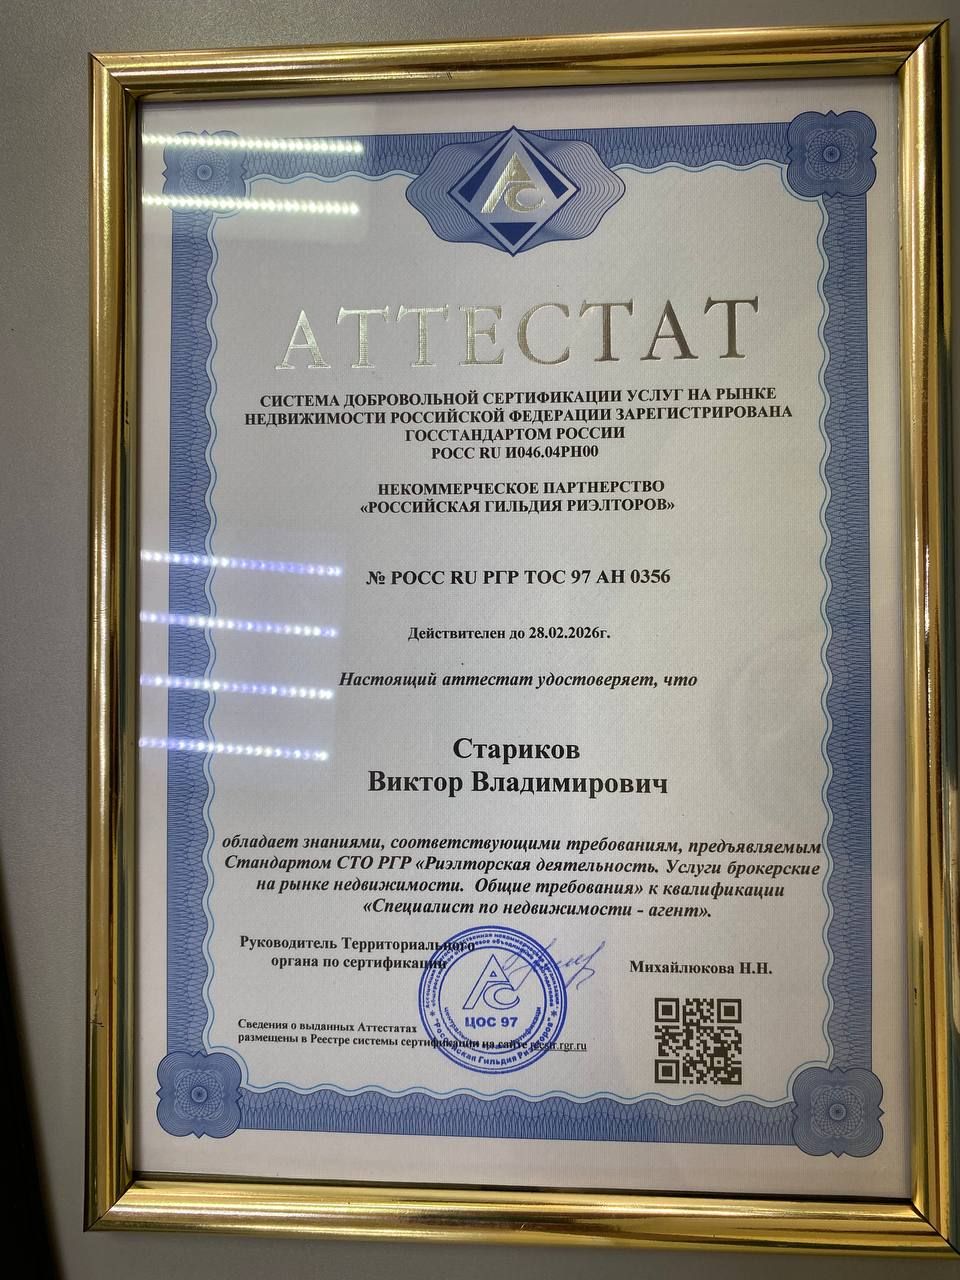 АС
АТТЕСТАТ
СИСТЕМА ДОБРОВОЛЬНОЙ СЕРТИФИКАЦИИ УСЛУГ НА РЫНКЕ
НЕДВИЖИМОСТИ РОССИЙСКОЙ ФЕДЕРАЦИИ ЗАРЕГИСТРИРОВАНА
ГОССТАНДАРТОМ РОССИИ
РОСС RU И046.04РН00
НЕКОММЕРЧЕСКОЕ ПАРТНЕРСТВО
«РОССИЙСКАЯ ГИЛЬДИЯ РИЭЛТОРОВ»
№ РОСС RU РГР ТОС 97 АН 0356
Действителен до 28.02.2026г.
Настоящий аттестат удостоверяет, что
Стариков
Виктор Владимирович
обладает знаниями, соответствующими требованиям, предъявляемым
Стандартом СТО РГР «Риэлторская деятельность. Услуги брокерские
на рынке недвижимости. Общие требования» к квалификации
«Специалист по недвижимости - агент».
Руководитель Территориального
органа по сертификации
Михайлюкова Н.Н.
АС
ЦОС 97
"Российская Гильдия Риэлторов"
Сведения о выданных Аттестатах
размещены в Реестре системы сертификации на сайте